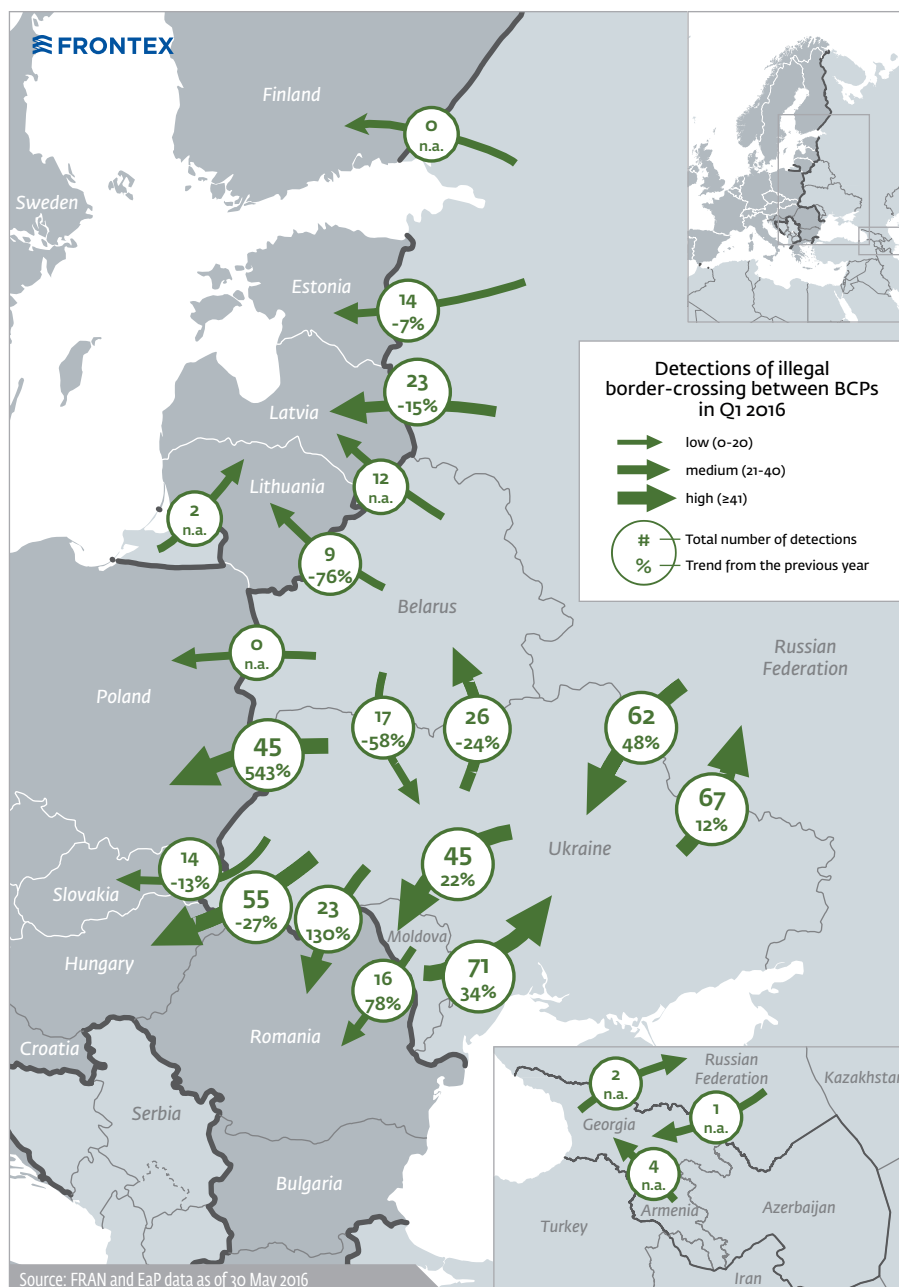 FRONTEX
Finland
0
n.a.
Sweden
Estonia
14
-7%
Detections of illegal
border-crossing between BCPs
in Q1 2016
low (0-20)
medium (21-40)
high (≥41)
# Total number of detections
% Trend from the previous year
23
-15%
Latvia
12
n.a.
Lithuania
2
n.a.
9
-76%
Belarus
Russian
Federation
0
n.a.
Poland
17
-58%
26
-24%
62
48%
45
543%
67
12%
Ukraine
14
-13%
45
22%
Slovakia
55
-27%
23
130%
Moldova
Hungary
16
78%
71
34%
Romania
Croatia
Serbia
Bulgaria
2
n.a.
Russian
Federation
Kazakhstan
1
n.a.
Georgia
4
n.a.
Armenia
Azerbaijan
Turkey
Iran
Source: FRAN and EaP data as of 30 May 2016